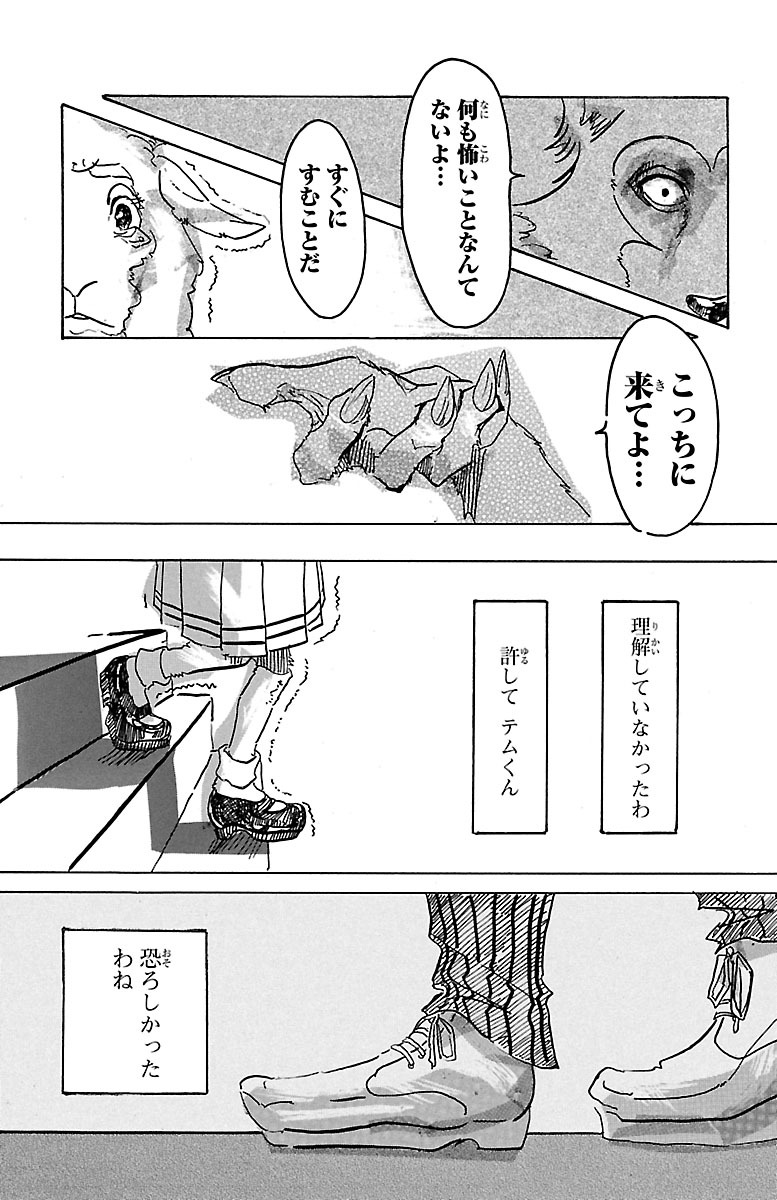 何も怖いことなんて
ないよ…
すぐに
すむことだ
こっちに
来てよ…
理解していなかったわ
許して テムくん
恐ろしかった
わね